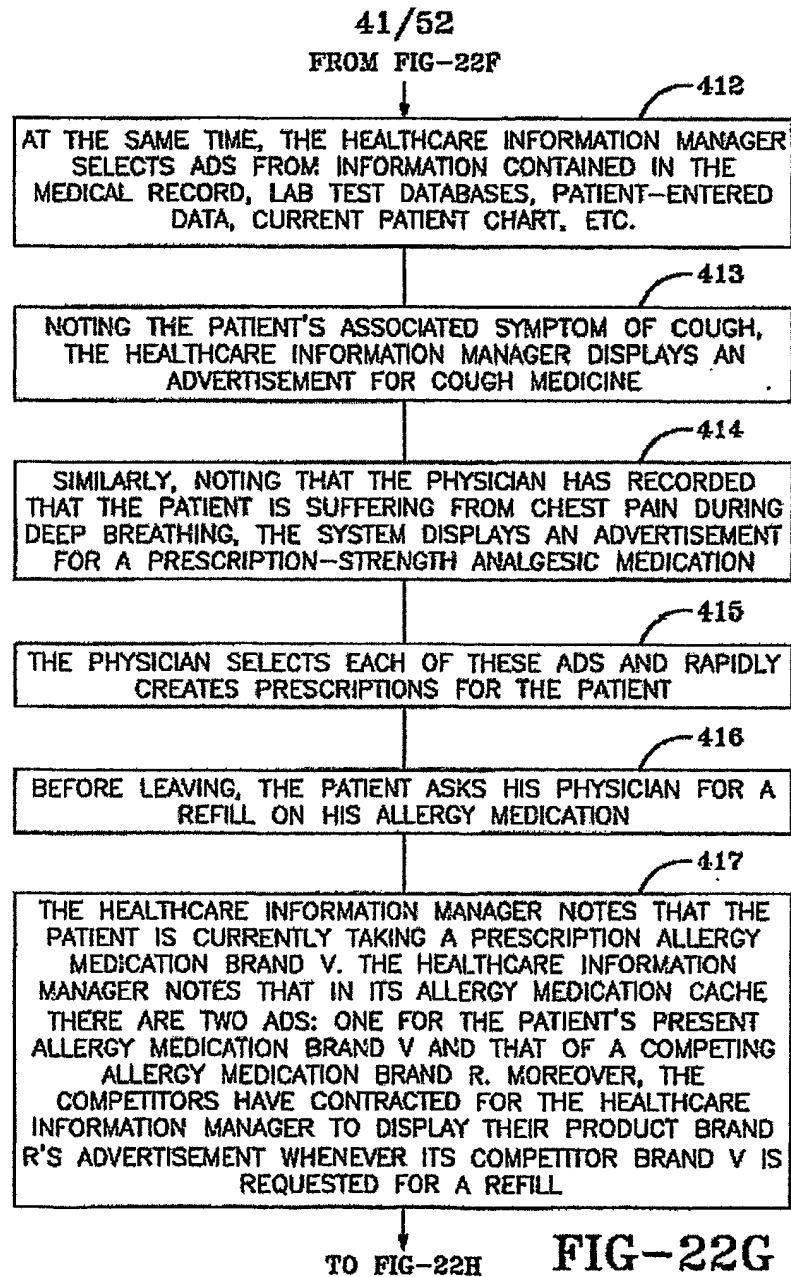 41/52
FROM FIG-22F
412
AT THE SAME TIME, THE HEALTHCARE INFORMATION MANAGER
SELECTS ADS FROM INFORMATION CONTAINED IN THE
MEDICAL RECORD, LAB TEST DATABASES, PATIENT-ENTERED
DATA, CURRENT PATIENT CHART, ETC.
413
NOTING THE PATIENT'S ASSOCIATED SYMPTOM OF COUGH,
THE HEALTHCARE INFORMATION MANAGER DISPLAYS AN
ADVERTISEMENT FOR COUGH MEDICINE
414
SIMILARLY, NOTING THAT THE PHYSICIAN HAS RECORDED
THAT THE PATIENT IS SUFFERING FROM CHEST PAIN DURING
DEEP BREATHING, THE SYSTEM DISPLAYS AN ADVERTISEMENT
FOR A PRESCRIPTION-STRENGTH ANALGESIC MEDICATION
415
THE PHYSICIAN SELECTS EACH OF THESE ADS AND RAPIDLY
CREATES PRESCRIPTIONS FOR THE PATIENT
416
BEFORE LEAVING, THE PATIENT ASKS HIS PHYSICIAN FOR A
REFILL ON HIS ALLERGY MEDICATION
417
THE HEALTHCARE INFORMATION MANAGER NOTES THAT THE
PATIENT IS CURRENTLY TAKING A PRESCRIPTION ALLERGY
MEDICATION BRAND V. THE HEALTHCARE INFORMATION
MANAGER NOTES THAT IN ITS ALLERGY MEDICATION CACHE
THERE ARE TWO ADS: ONE FOR THE PATIENT'S PRESENT
ALLERGY MEDICATION BRAND V AND THAT OF A COMPETING
ALLERGY MEDICATION BRAND R. MOREOVER, THE
COMPETITORS HAVE CONTRACTED FOR THE HEALTHCARE
INFORMATION MANAGER TO DISPLAY THEIR PRODUCT BRAND
R'S ADVERTISEMENT WHENEVER ITS COMPETITOR BRAND V IS
REQUESTED FOR A REFILL
TO FIG-22H
FIG-22G